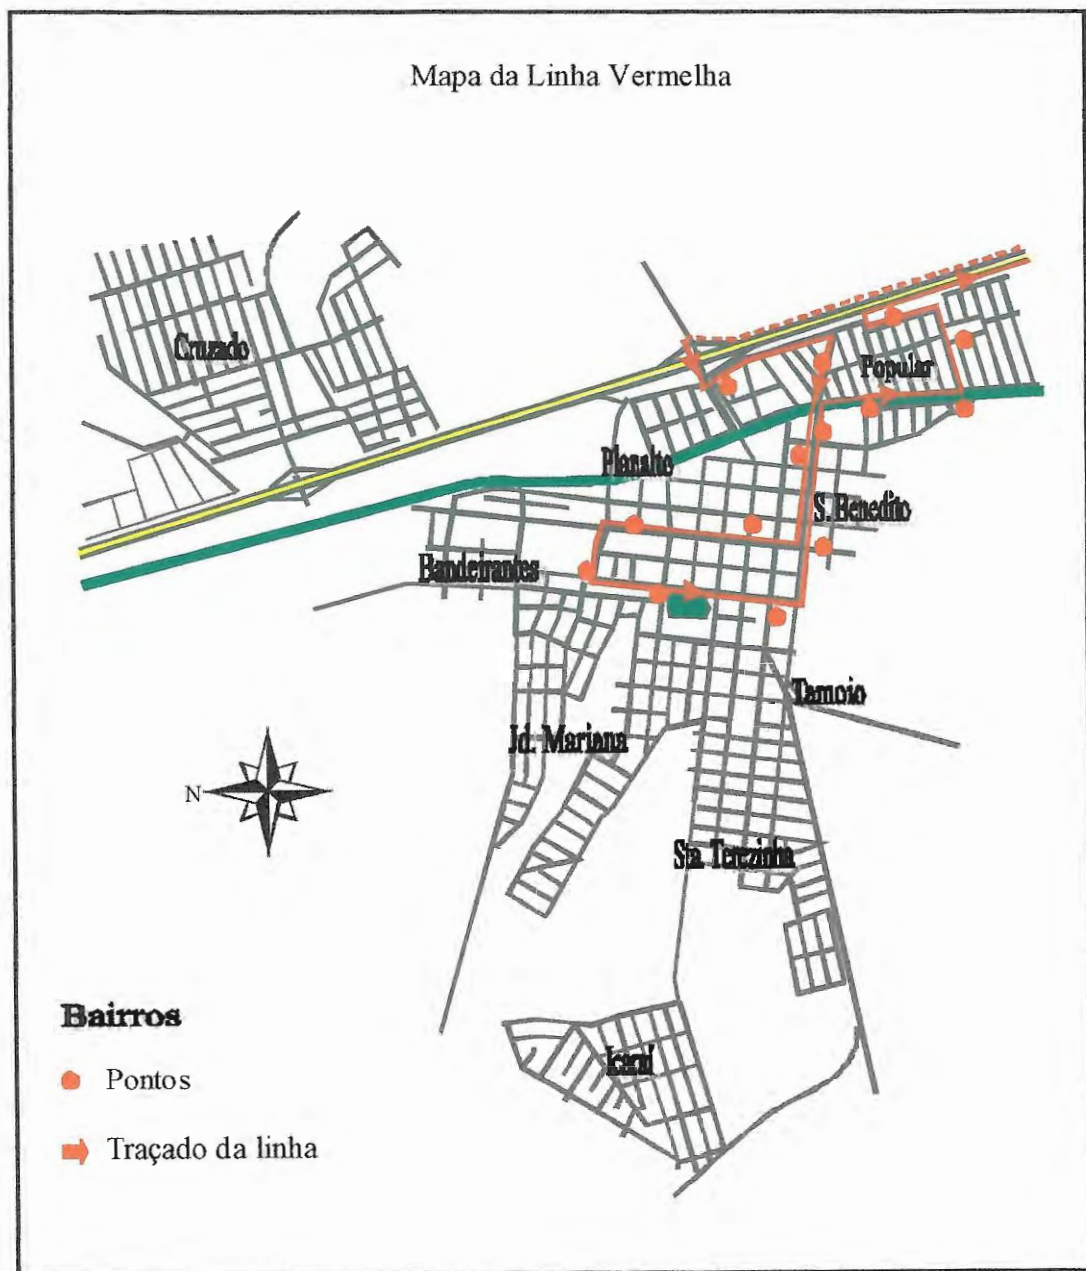 Mapa da Linha Vermelha
Cruzado
Popular
Planalto
S. Benedito
Bandeirantes
Tamoio
Jd. Mariana
N
Sta. Terezinha
Icaraí
Bairros
Pontos
Traçado da linha